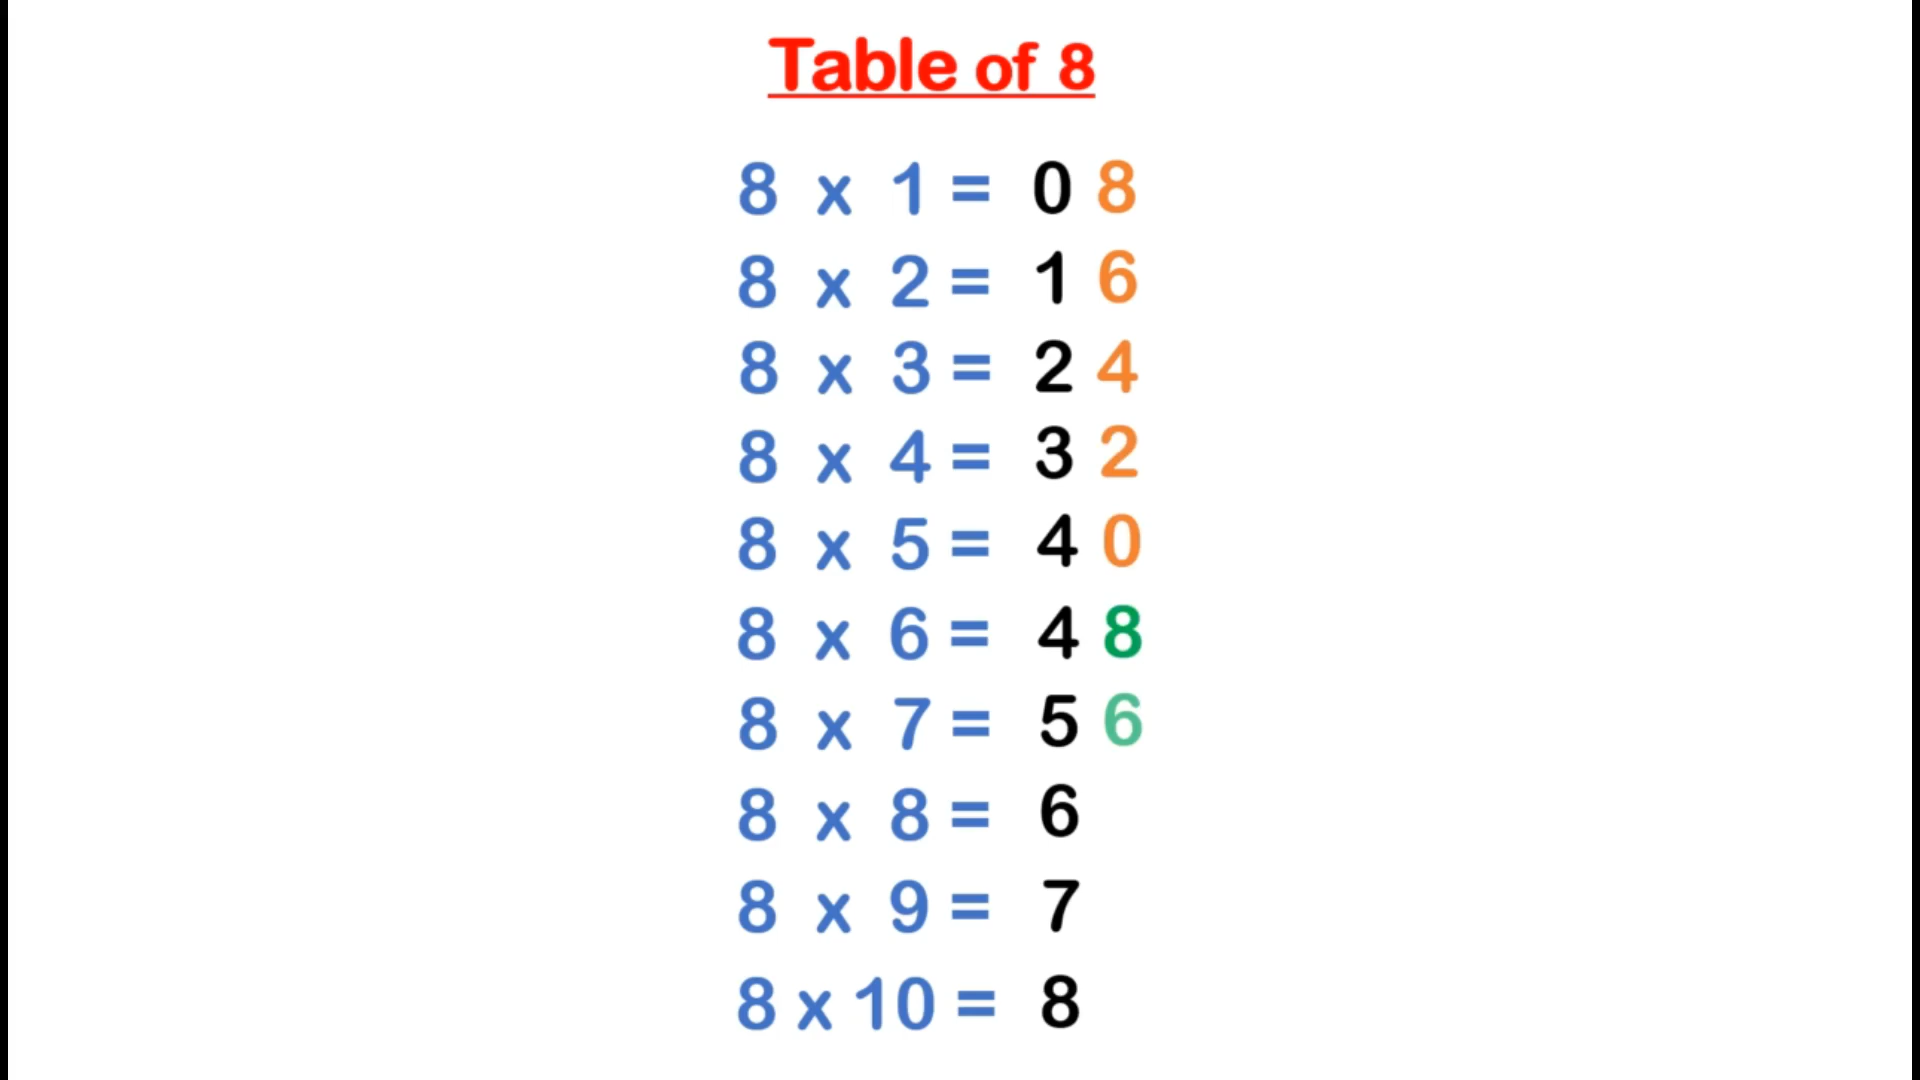 Table of 8
8 x 1 = 0 8
8 x 2 = 1 6
8 x 3 = 2 4
8 x 4 = 3 2
8 x 5 = 4 0
8 x 6 = 4 8
8 x 7 = 5 6
8 x 8 = 6
8 x 9 = 7
8 x 10 = 8